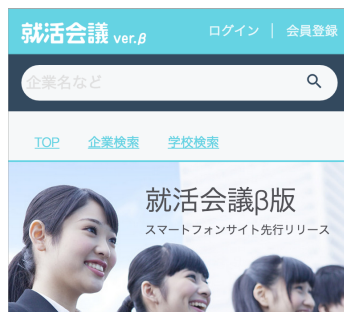 就活会議 ver.β
ログイン | 会員登録
企業名など
TOP 企業検索 学校検索
就活会議β版
スマートフォンサイト先行リリース